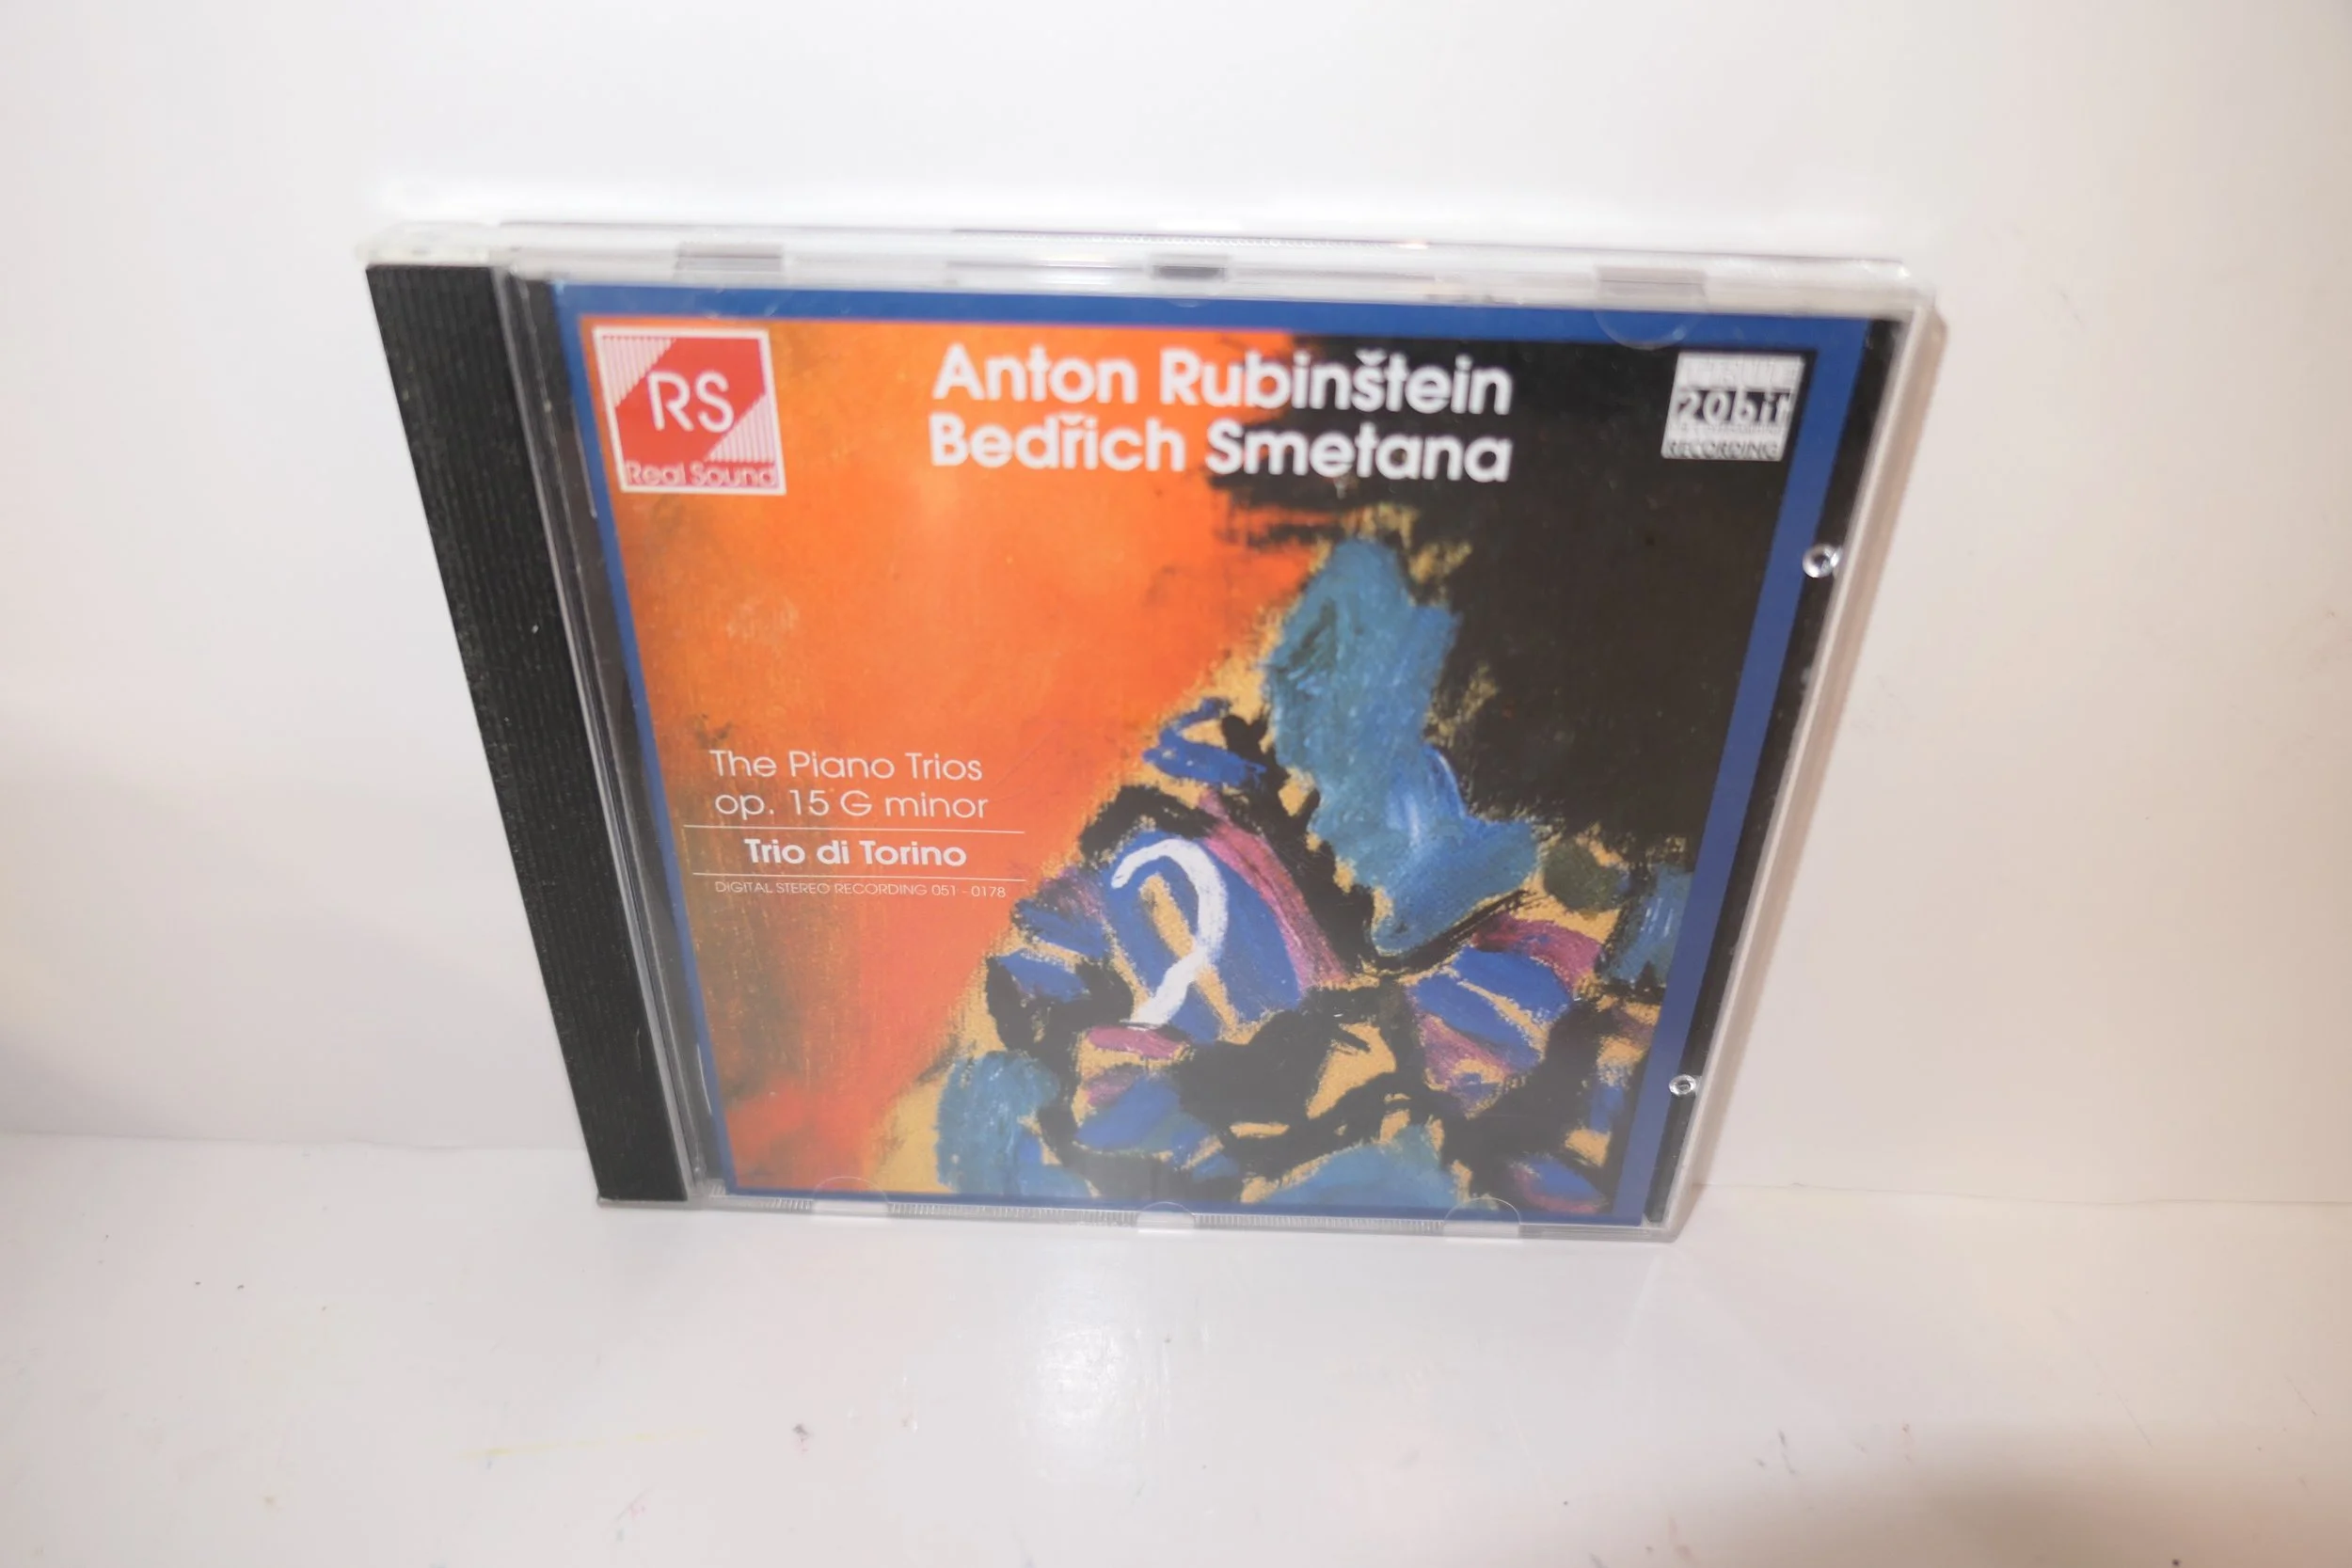 RS
Real Sound
Anton Rubinštein
Bedřich Smetana
20bit
RECORDING
The Piano Trios
op. 15 G minor
Trio di Torino
DIGITAL STEREO RECORDING 051 - 0178